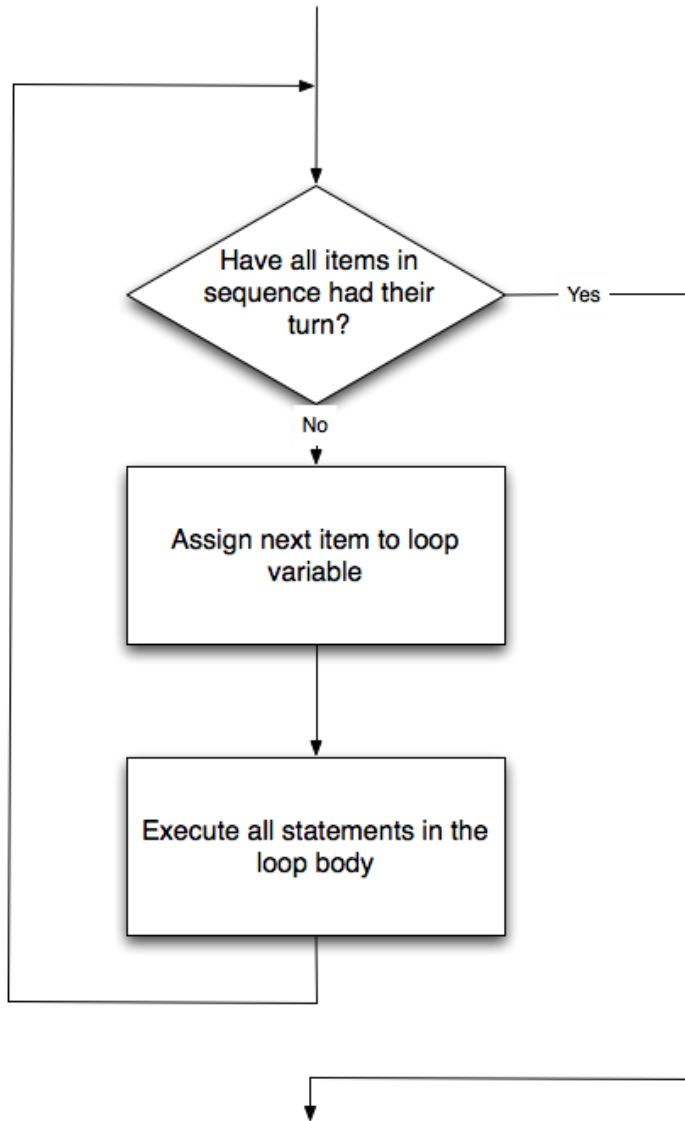 Have all items in
sequence had their
turn?
Yes
No
Assign next item to loop
variable
Execute all statements in the
loop body